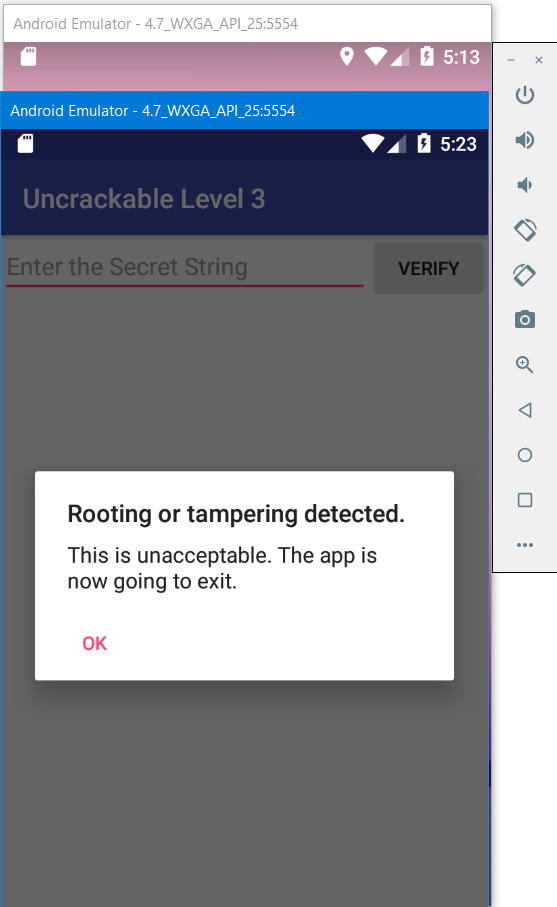 Android Emulator - 4.7_WXGA_API_25:5554
5:13
Android Emulator - 4.7_WXGA_API_25:5554
5:23
Uncrackable Level 3
Enter the Secret String
VERIFY
Rooting or tampering detected.
This is unacceptable. The app is
now going to exit.
OK